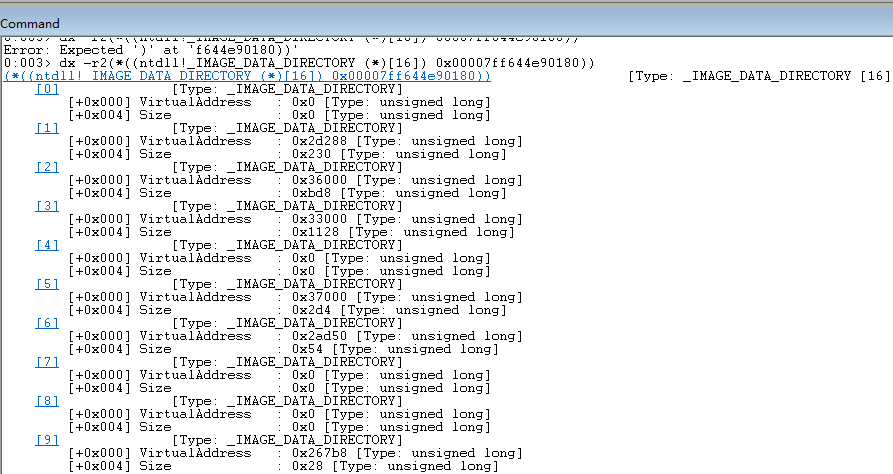 Command
0:003> dx -r2(*((ntdll!_IMAGE_DATA_DIRECTORY (*)[16]) 00007ff644e90180))
Error: Expected ')' at 'f644e90180))'
0:003> dx -r2(*((ntdll!_IMAGE_DATA_DIRECTORY (*)[16]) 0x00007ff644e90180))
(*((ntdll!_IMAGE_DATA_DIRECTORY (*)[16]) 0x00007ff644e90180)) [Type: _IMAGE_DATA_DIRECTORY [16]
[0] [Type: _IMAGE_DATA_DIRECTORY]
[+0x000] VirtualAddress : 0x0 [Type: unsigned long]
[+0x004] Size : 0x0 [Type: unsigned long]
[1] [Type: _IMAGE_DATA_DIRECTORY]
[+0x000] VirtualAddress : 0x2d288 [Type: unsigned long]
[+0x004] Size : 0x230 [Type: unsigned long]
[2] [Type: _IMAGE_DATA_DIRECTORY]
[+0x000] VirtualAddress : 0x36000 [Type: unsigned long]
[+0x004] Size : 0xbd8 [Type: unsigned long]
[3] [Type: _IMAGE_DATA_DIRECTORY]
[+0x000] VirtualAddress : 0x33000 [Type: unsigned long]
[+0x004] Size : 0x1128 [Type: unsigned long]
[4] [Type: _IMAGE_DATA_DIRECTORY]
[+0x000] VirtualAddress : 0x0 [Type: unsigned long]
[+0x004] Size : 0x0 [Type: unsigned long]
[5] [Type: _IMAGE_DATA_DIRECTORY]
[+0x000] VirtualAddress : 0x37000 [Type: unsigned long]
[+0x004] Size : 0x2d4 [Type: unsigned long]
[6] [Type: _IMAGE_DATA_DIRECTORY]
[+0x000] VirtualAddress : 0x2ad50 [Type: unsigned long]
[+0x004] Size : 0x54 [Type: unsigned long]
[7] [Type: _IMAGE_DATA_DIRECTORY]
[+0x000] VirtualAddress : 0x0 [Type: unsigned long]
[+0x004] Size : 0x0 [Type: unsigned long]
[8] [Type: _IMAGE_DATA_DIRECTORY]
[+0x000] VirtualAddress : 0x0 [Type: unsigned long]
[+0x004] Size : 0x0 [Type: unsigned long]
[9] [Type: _IMAGE_DATA_DIRECTORY]
[+0x000] VirtualAddress : 0x267b8 [Type: unsigned long]
[+0x004] Size : 0x28 [Type: unsigned long]